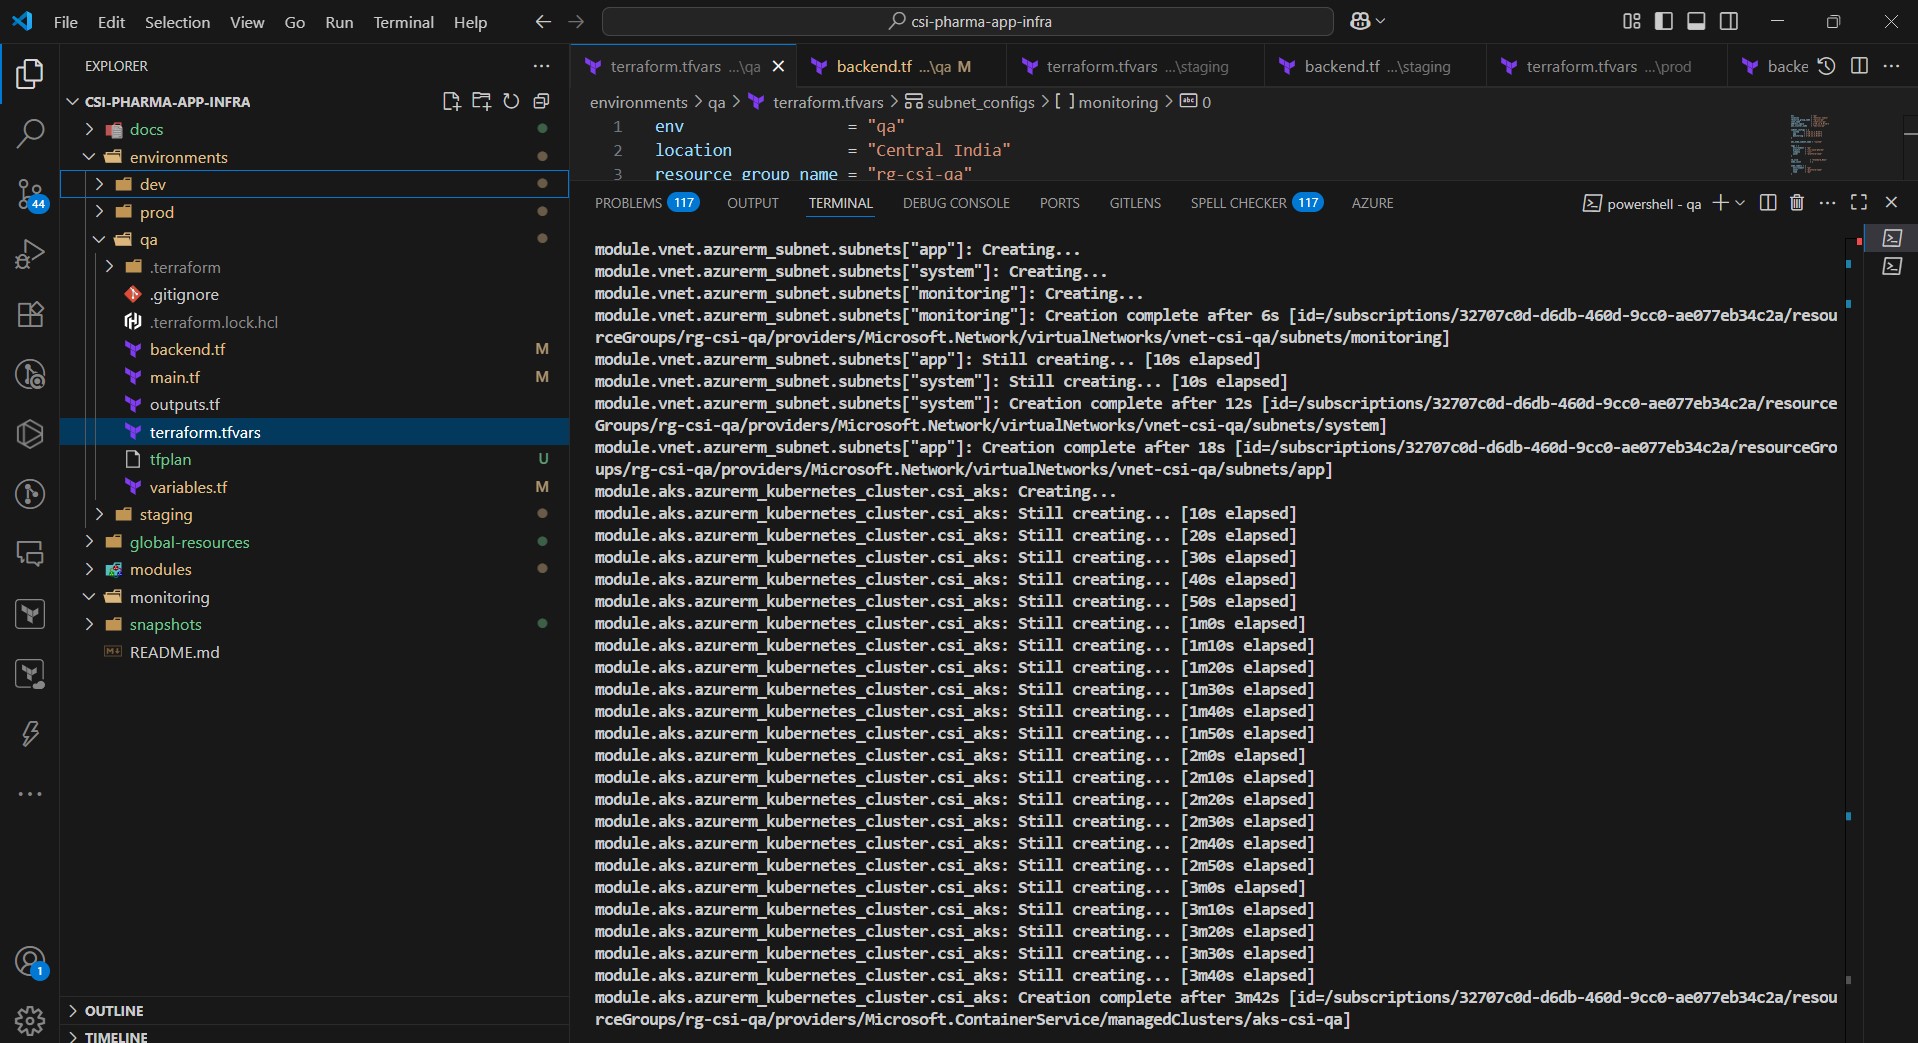 File Edit Selection View Go Run Terminal Help
csi-pharma-app-infra
EXPLORER
CSI-PHARMA-APP-INFRA
docs
environments
dev
prod
qa
.terraform
.gitignore
.terraform.lock.hcl
backend.tf M
main.tf M
outputs.tf
terraform.tfvars
tfplan U
variables.tf M
staging
global-resources
modules
monitoring
snapshots
README.md
OUTLINE
TIMELINE
44
1
terraform.tfvars ...\qa backend.tf ...\qa M terraform.tfvars ...\staging backend.tf ...\staging terraform.tfvars ...\prod backe
environments > qa > terraform.tfvars > subnet_configs > [ ] monitoring > abc 0
1 env = "qa"
2 location = "Central India"
3 resource_group_name = "rg-csi-qa"
PROBLEMS 117 OUTPUT TERMINAL DEBUG CONSOLE PORTS GITLENS SPELL CHECKER 117 AZURE powershell - qa
module.vnet.azurerm_subnet.subnets["app"]: Creating...
module.vnet.azurerm_subnet.subnets["system"]: Creating...
module.vnet.azurerm_subnet.subnets["monitoring"]: Creating...
module.vnet.azurerm_subnet.subnets["monitoring"]: Creation complete after 6s [id=/subscriptions/32707c0d-d6db-460d-9cc0-ae077eb34c2a/resou
rceGroups/rg-csi-qa/providers/Microsoft.Network/virtualNetworks/vnet-csi-qa/subnets/monitoring]
module.vnet.azurerm_subnet.subnets["app"]: Still creating... [10s elapsed]
module.vnet.azurerm_subnet.subnets["system"]: Still creating... [10s elapsed]
module.vnet.azurerm_subnet.subnets["system"]: Creation complete after 12s [id=/subscriptions/32707c0d-d6db-460d-9cc0-ae077eb34c2a/resource
Groups/rg-csi-qa/providers/Microsoft.Network/virtualNetworks/vnet-csi-qa/subnets/system]
module.vnet.azurerm_subnet.subnets["app"]: Creation complete after 18s [id=/subscriptions/32707c0d-d6db-460d-9cc0-ae077eb34c2a/resourceGro
ups/rg-csi-qa/providers/Microsoft.Network/virtualNetworks/vnet-csi-qa/subnets/app]
module.aks.azurerm_kubernetes_cluster.csi_aks: Creating...
module.aks.azurerm_kubernetes_cluster.csi_aks: Still creating... [10s elapsed]
module.aks.azurerm_kubernetes_cluster.csi_aks: Still creating... [20s elapsed]
module.aks.azurerm_kubernetes_cluster.csi_aks: Still creating... [30s elapsed]
module.aks.azurerm_kubernetes_cluster.csi_aks: Still creating... [40s elapsed]
module.aks.azurerm_kubernetes_cluster.csi_aks: Still creating... [50s elapsed]
module.aks.azurerm_kubernetes_cluster.csi_aks: Still creating... [1m0s elapsed]
module.aks.azurerm_kubernetes_cluster.csi_aks: Still creating... [1m10s elapsed]
module.aks.azurerm_kubernetes_cluster.csi_aks: Still creating... [1m20s elapsed]
module.aks.azurerm_kubernetes_cluster.csi_aks: Still creating... [1m30s elapsed]
module.aks.azurerm_kubernetes_cluster.csi_aks: Still creating... [1m40s elapsed]
module.aks.azurerm_kubernetes_cluster.csi_aks: Still creating... [1m50s elapsed]
module.aks.azurerm_kubernetes_cluster.csi_aks: Still creating... [2m0s elapsed]
module.aks.azurerm_kubernetes_cluster.csi_aks: Still creating... [2m10s elapsed]
module.aks.azurerm_kubernetes_cluster.csi_aks: Still creating... [2m20s elapsed]
module.aks.azurerm_kubernetes_cluster.csi_aks: Still creating... [2m30s elapsed]
module.aks.azurerm_kubernetes_cluster.csi_aks: Still creating... [2m40s elapsed]
module.aks.azurerm_kubernetes_cluster.csi_aks: Still creating... [2m50s elapsed]
module.aks.azurerm_kubernetes_cluster.csi_aks: Still creating... [3m0s elapsed]
module.aks.azurerm_kubernetes_cluster.csi_aks: Still creating... [3m10s elapsed]
module.aks.azurerm_kubernetes_cluster.csi_aks: Still creating... [3m20s elapsed]
module.aks.azurerm_kubernetes_cluster.csi_aks: Still creating... [3m30s elapsed]
module.aks.azurerm_kubernetes_cluster.csi_aks: Still creating... [3m40s elapsed]
module.aks.azurerm_kubernetes_cluster.csi_aks: Creation complete after 3m42s [id=/subscriptions/32707c0d-d6db-460d-9cc0-ae077eb34c2a/resou
rceGroups/rg-csi-qa/providers/Microsoft.ContainerService/managedClusters/aks-csi-qa]